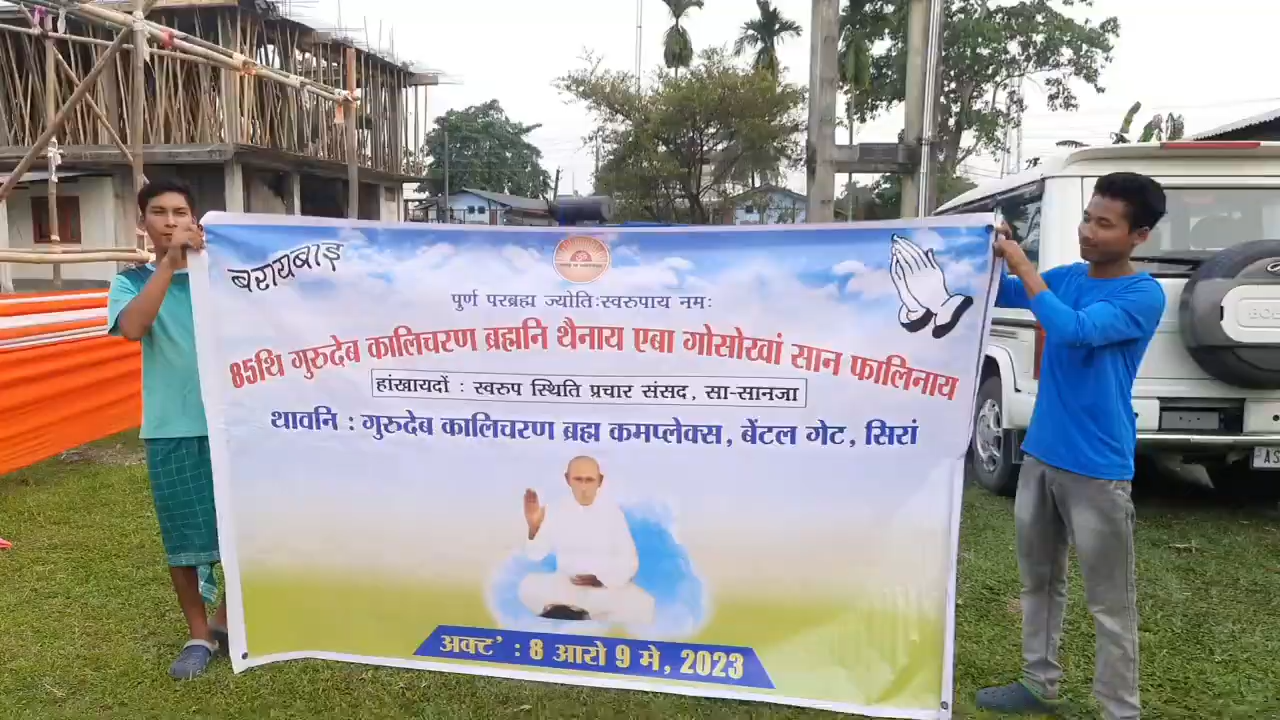 बरायबाइ
पुर्ण परब्रह्म ज्योतिःस्वरुपाय नमः
85थि गुरुदेब कालिचरण ब्रह्मनि थैनाय एबा गोसोखां सान फालिनाय
हांखायदों : स्वरुप स्थिति प्रचार संसद, सा-सानजा
थावनि : गुरुदेब कालिचरण ब्रह्म कमप्लेक्स, बेंटल गेट, सिरां
अक्ट' : 8 आरो 9 मे, 2023
AS